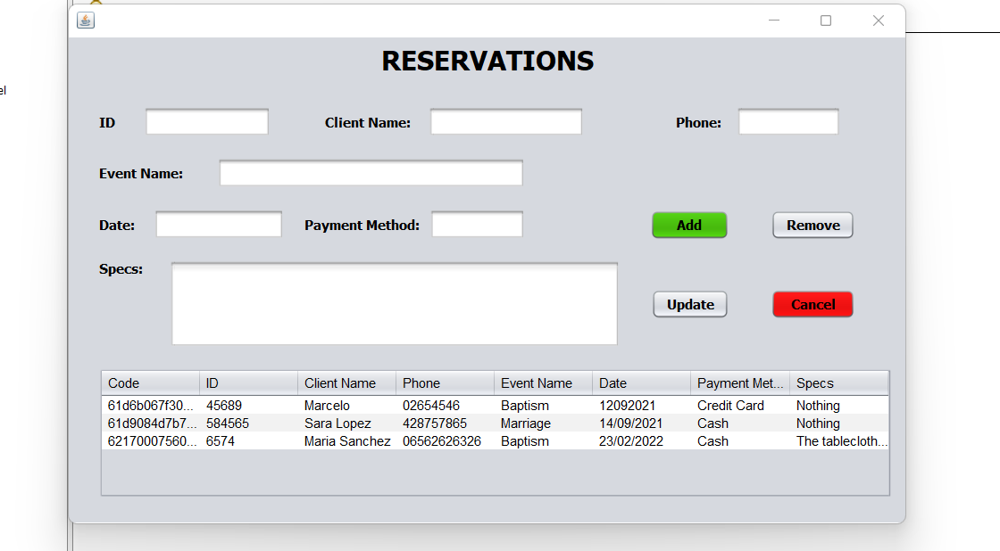 RESERVATIONS
el
ID Client Name: Phone:
Event Name:
Date: Payment Method: Add Remove
Specs:
Update Cancel
Code ID Client Name Phone Event Name Date Payment Met... Specs
61d6b067f30... 45689 Marcelo 02654546 Baptism 12092021 Credit Card Nothing
61d9084d7b7... 584565 Sara Lopez 428757865 Marriage 14/09/2021 Cash Nothing
62170007560... 6574 Maria Sanchez 06562626326 Baptism 23/02/2022 Cash The tablecloth...